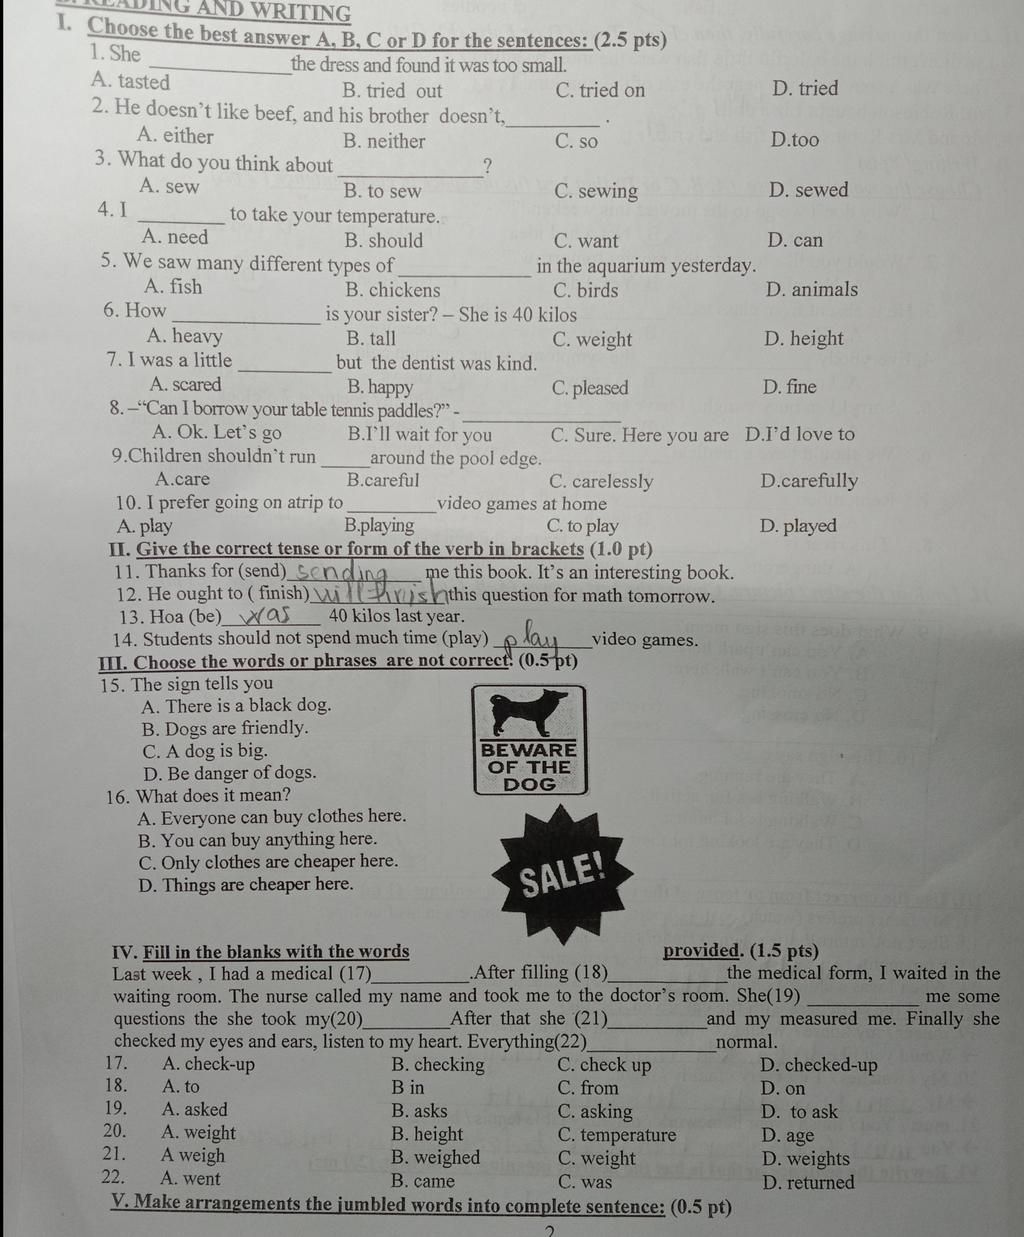 READING AND WRITING
I. Choose the best answer A, B, C or D for the sentences: (2.5 pts)
1. She ______________ the dress and found it was too small.
A. tasted B. tried out C. tried on D. tried
2. He doesn't like beef, and his brother doesn't,__________ .
A. either B. neither C. so D.too
3. What do you think about ______________ ?
A. sew B. to sew C. sewing D. sewed
4. I _________ to take your temperature.
A. need B. should C. want D. can
5. We saw many different types of ______________ in the aquarium yesterday.
A. fish B. chickens C. birds D. animals
6. How _______________ is your sister? – She is 40 kilos
A. heavy B. tall C. weight D. height
7. I was a little __________ but the dentist was kind.
A. scared B. happy C. pleased D. fine
8. –“Can I borrow your table tennis paddles?” - ________________
A. Ok. Let's go B.I'll wait for you C. Sure. Here you are D.I'd love to
9.Children shouldn't run _____around the pool edge.
A.care B.careful C. carelessly D.carefully
10. I prefer going on atrip to _________video games at home
A. play B.playing C. to play D. played
II. Give the correct tense or form of the verb in brackets (1.0 pt)
11. Thanks for (send) sending me this book. It's an interesting book.
12. He ought to ( finish) will finish this question for math tomorrow.
13. Hoa (be) was 40 kilos last year.
14. Students should not spend much time (play) play video games.
III. Choose the words or phrases are not correct. (0.5 pt)
15. The sign tells you
A. There is a black dog.
B. Dogs are friendly.
C. A dog is big.
D. Be danger of dogs.
BEWARE
OF THE
DOG
16. What does it mean?
A. Everyone can buy clothes here.
B. You can buy anything here.
C. Only clothes are cheaper here.
D. Things are cheaper here.
SALE!
IV. Fill in the blanks with the words provided. (1.5 pts)
Last week , I had a medical (17)__________.After filling (18)____________ the medical form, I waited in the
waiting room. The nurse called my name and took me to the doctor's room. She(19) ___________ me some
questions the she took my(20)_________ After that she (21)__________and my measured me. Finally she
checked my eyes and ears, listen to my heart. Everything(22)_____________normal.
17. A. check-up B. checking C. check up D. checked-up
18. A. to B in C. from D. on
19. A. asked B. asks C. asking D. to ask
20. A. weight B. height C. temperature D. age
21. A weigh B. weighed C. weight D. weights
22. A. went B. came C. was D. returned
V. Make arrangements the jumbled words into complete sentence: (0.5 pt)
2